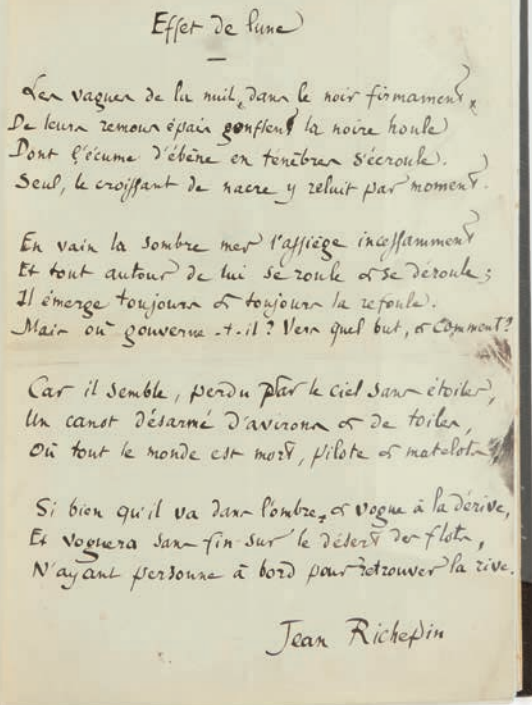 Effet de lune
Les vagues de la nuit, dans le noir firmament,
De leurs remous épais gonflent la noire houle
Dont l'écume d'ébène en ténèbres s'écroule.
Seul, le croissant de nacre y reluit par moment.
En vain la sombre mer l'assiège incessamment
Et tout autour de lui se roule & se déroule ;
Il émerge toujours & toujours la refoule.
Mais où gouverne-t-il ? Vers quel but, & comment ?
Car il semble, perdu par le ciel sans étoiles,
Un canot désarmé d'avirons & de toiles,
Où tout le monde est mort, pilote & matelots,
Si bien qu'il va dans l'ombre, & vogue à la dérive,
Et voguera sans fin sur le désert des flots,
N'ayant personne à bord pour retrouver la rive.
Jean Richepin